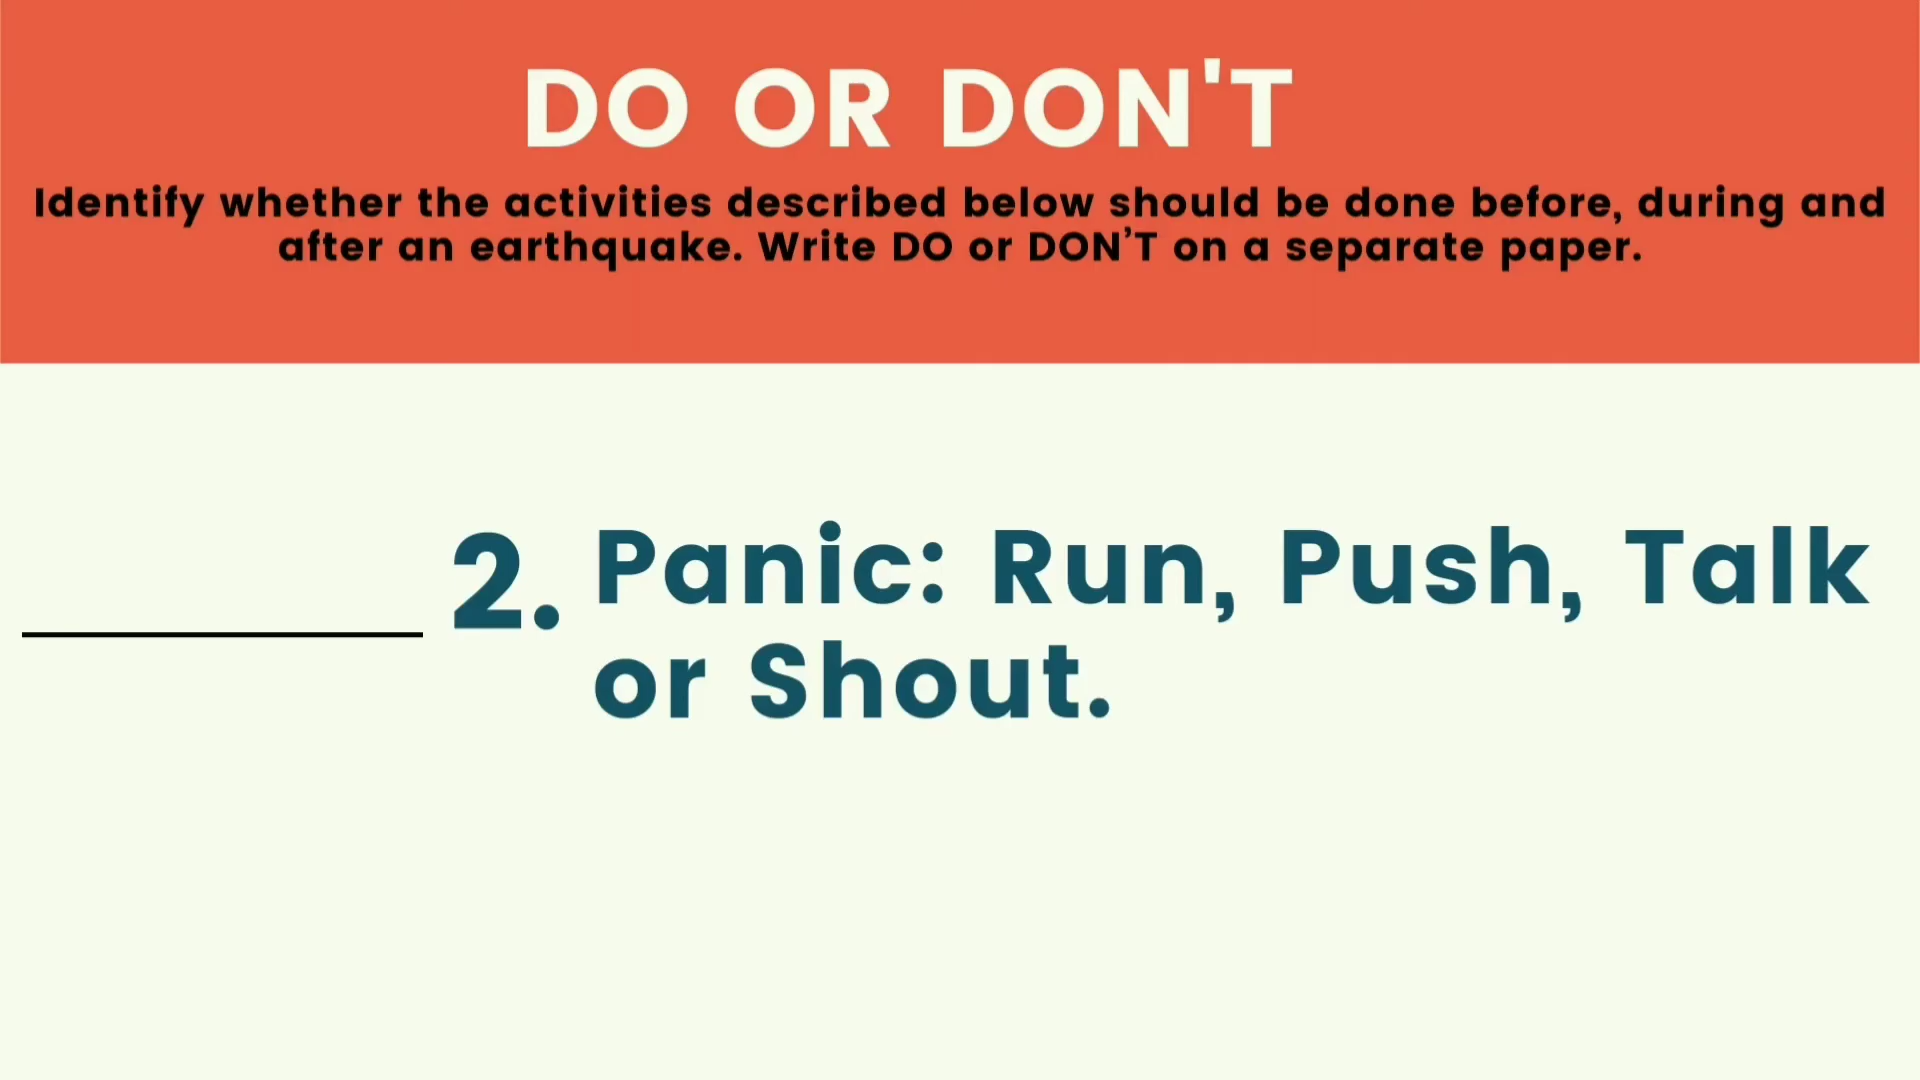 DO OR DON'T
Identify whether the activities described below should be done before, during and
after an earthquake. Write DO or DON’T on a separate paper.
2. Panic: Run, Push, Talk
or Shout.